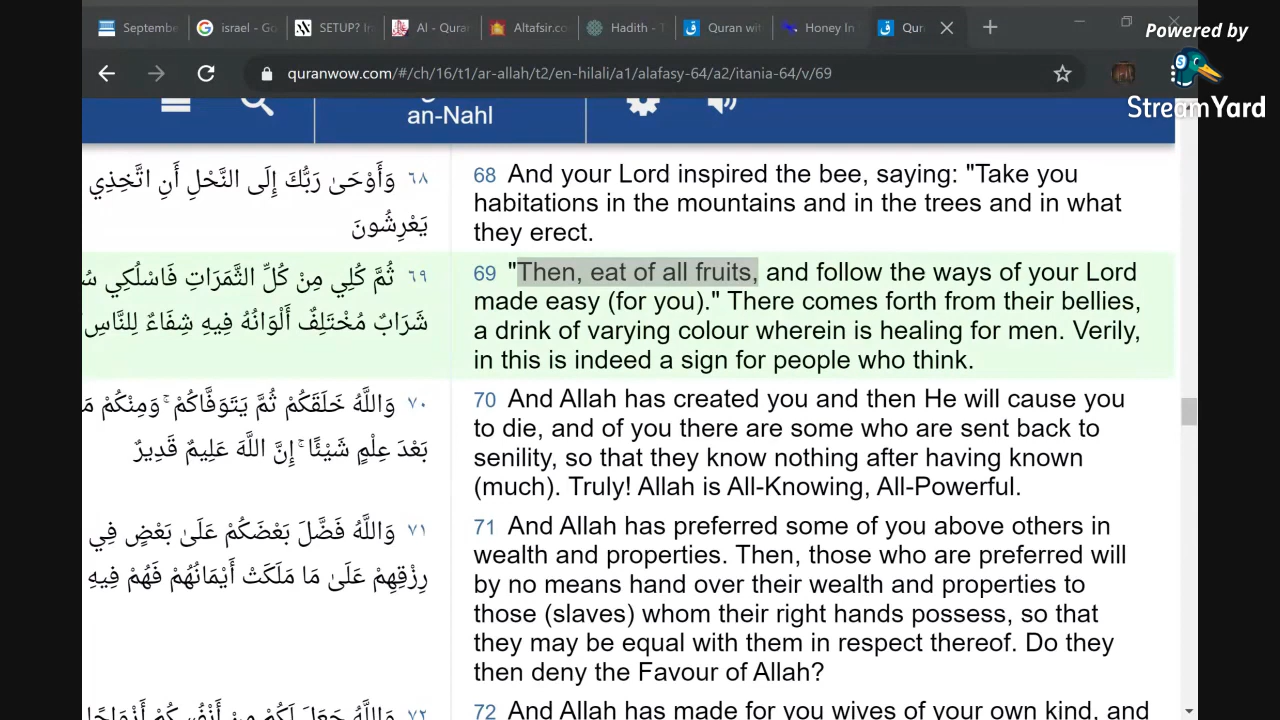 Powered by
StreamYard
Septembe
israel - Go
SETUP? In
Al - Qura
Altafsir.co
Hadith - T
Quran wit
Honey In
Qur
quranwow.com/#/ch/16/t1/ar-allah/t2/en-hilali/a1/alafasy-64/a2/itania-64/v/69
an-Nahl
68 And your Lord inspired the bee, saying: "Take you
habitations in the mountains and in the trees and in what
they erect.
٦٨ وَأَوْحَىٰ رَبُّكَ إِلَى النَّحْلِ أَنِ اتَّخِذِي
يَعْرِشُونَ
69 "Then, eat of all fruits, and follow the ways of your Lord
made easy (for you)." There comes forth from their bellies,
a drink of varying colour wherein is healing for men. Verily,
in this is indeed a sign for people who think.
٦٩ ثُمَّ كُلِي مِنْ كُلِّ الثَّمَرَاتِ فَاسْلُكِي سُ
شَرَابٌ مُخْتَلِفٌ أَلْوَانُهُ فِيهِ شِفَاءٌ لِلنَّاسِ
70 And Allah has created you and then He will cause you
to die, and of you there are some who are sent back to
senility, so that they know nothing after having known
(much). Truly! Allah is All-Knowing, All-Powerful.
٧٠ وَاللَّهُ خَلَقَكُمْ ثُمَّ يَتَوَفَّاكُمْ ۚ وَمِنْكُمْ مَ
بَعْدَ عِلْمٍ شَيْئًا ۚ إِنَّ اللَّهَ عَلِيمٌ قَدِيرٌ
71 And Allah has preferred some of you above others in
wealth and properties. Then, those who are preferred will
by no means hand over their wealth and properties to
those (slaves) whom their right hands possess, so that
they may be equal with them in respect thereof. Do they
then deny the Favour of Allah?
٧١ وَاللَّهُ فَضَّلَ بَعْضَكُمْ عَلَىٰ بَعْضٍ فِي
رِزْقِهِمْ عَلَىٰ مَا مَلَكَتْ أَيْمَانُهُمْ فَهُمْ فِيهِ
72 And Allah has made for you wives of your own kind, and
٧٢ وَاللَّهُ جَعَلَ لَكُمْ مِنْ أَنْفُسِكُمْ أَزْوَاجًا